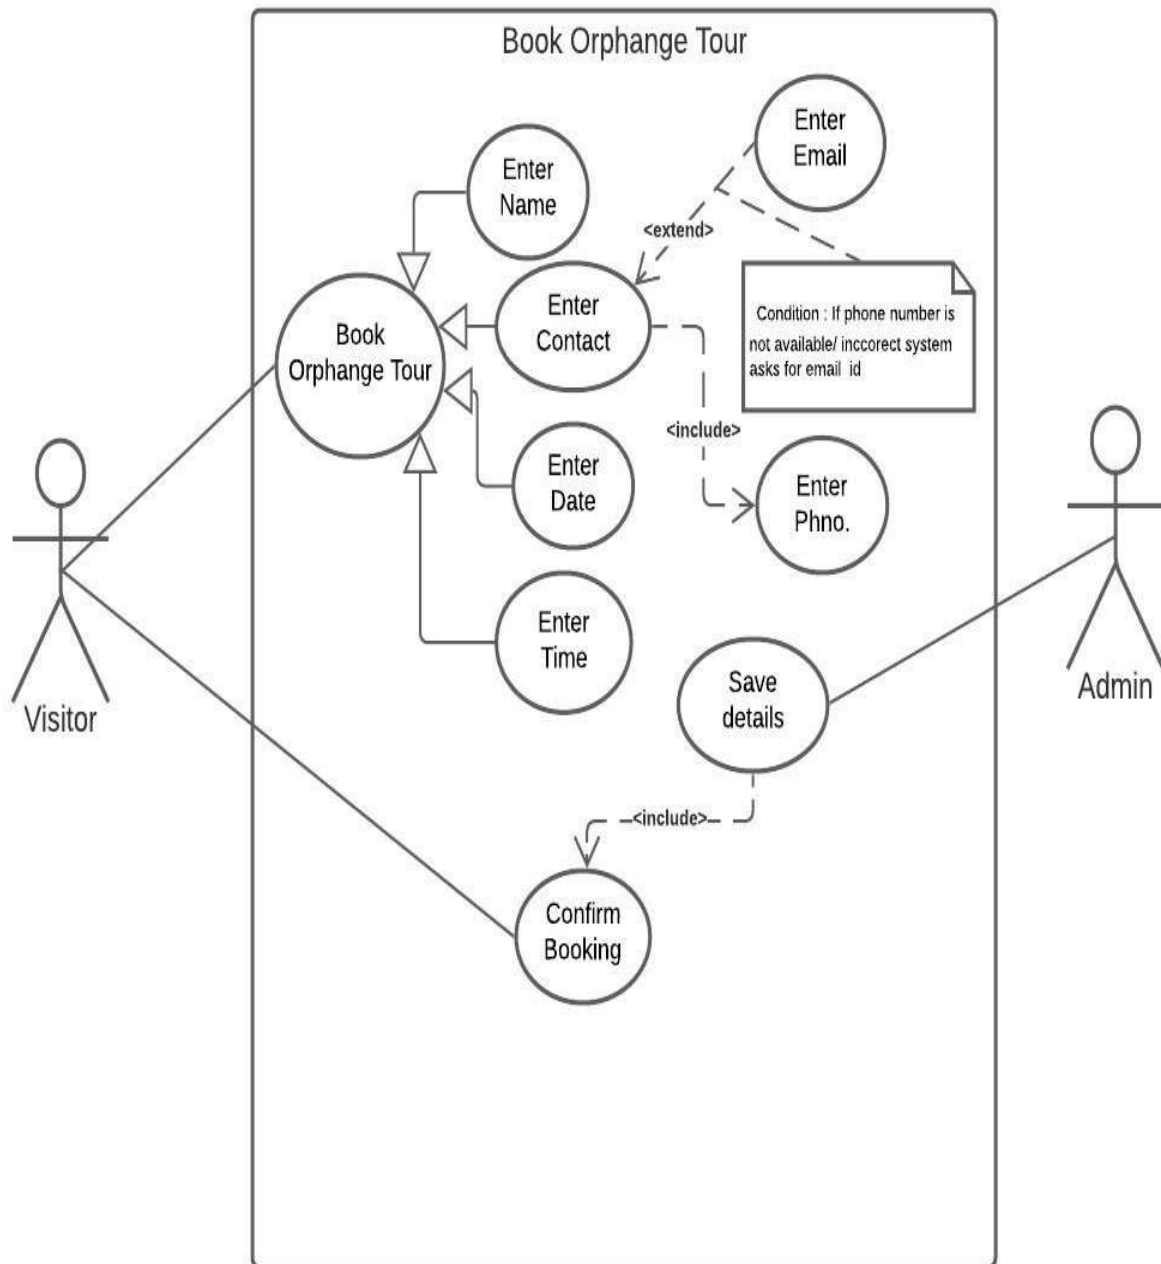 Book Orphange Tour
Enter
Email
Enter
Name
<extend>
Enter
Contact
Condition : If phone number is
not available/ inccorect system
asks for email id
Book
Orphange Tour
<include>
Enter
Date
Enter
Phno.
Enter
Time
Save
details
Visitor
Admin
<include>
Confirm
Booking